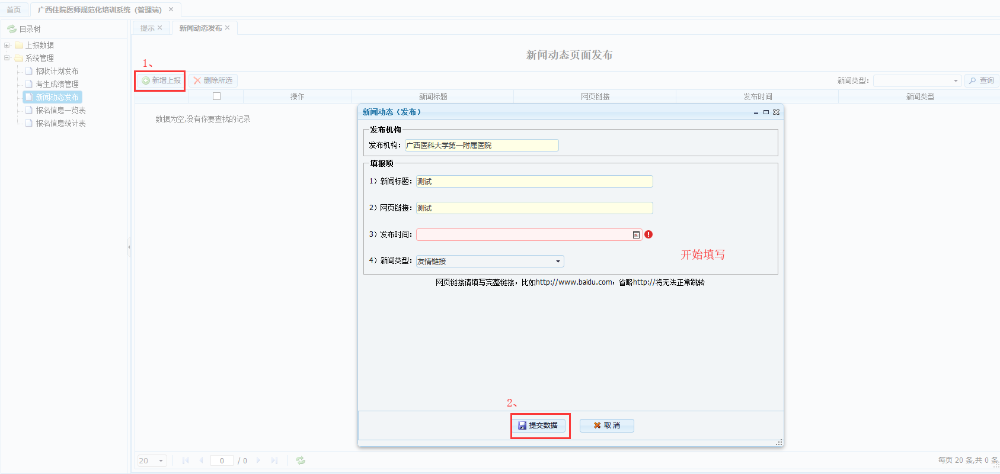 首页 广西住院医师规范化培训系统（管理端）
目录树
上报数据
系统管理
招收计划发布
考生成绩管理
新闻动态发布
报名信息一览表
报名信息统计表
提示 新闻动态发布
新闻动态页面发布
1、
新增上报 删除所选 新闻类型： 查询
操作 新闻标题 网页链接 发布时间 新闻类型
数据为空,没有你要查找的记录
新闻动态（发布）
发布机构
发布机构： 广西医科大学第一附属医院
填报项
1）新闻标题： 测试
2）网页链接： 测试
3）发布时间：
4）新闻类型： 友情链接
开始填写
网页链接请填写完整链接，比如http://www.baidu.com，省略http://将无法正常跳转
2、
提交数据 取消
20 0 / 0 每页 20 条,共 0 条